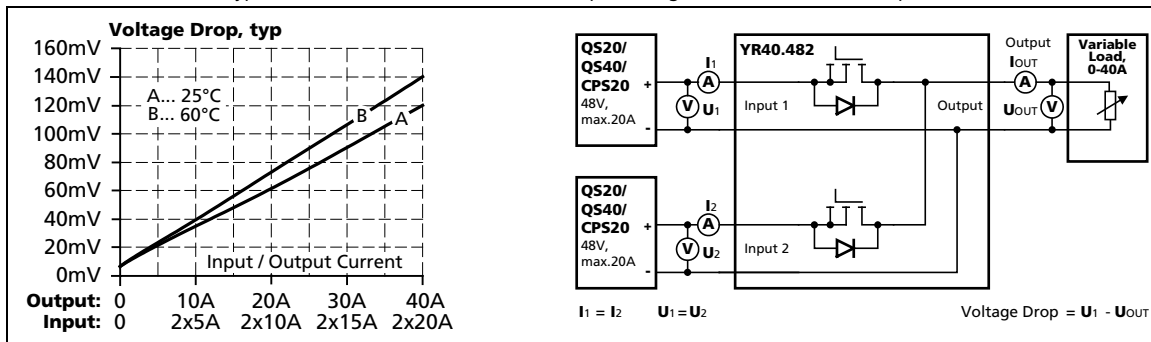 Voltage Drop, typ
160mV
140mV
120mV
100mV
80mV
60mV
40mV
20mV
0mV
A... 25°C
B... 60°C
B
A
Input / Output Current
Output: 0 10A 20A 30A 40A
Input: 0 2x5A 2x10A 2x15A 2x20A
QS20/
QS40/
CPS20
48V,
max.20A
+
-
I1
A
V
U1
YR40.482
Input 1
Output
Output
IOUT
A
UOUT
V
Variable
Load,
0-40A
QS20/
QS40/
CPS20
48V,
max.20A
+
-
I2
A
V
U2
Input 2
I1 = I2 U1 = U2
Voltage Drop = U1 - UOUT